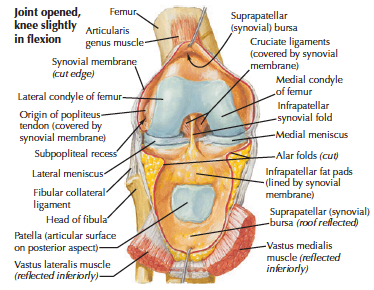 Joint opened,
knee slightly
in flexion
Femur
Articularis
genus muscle
Synovial membrane
(cut edge)
Lateral condyle of femur
Origin of popliteus
tendon (covered by
synovial membrane)
Subpopliteal recess
Lateral meniscus
Fibular collateral
ligament
Head of fibula
Patella (articular surface
on posterior aspect)
Vastus lateralis muscle
(reflected inferiorly)
Suprapatellar
(synovial) bursa
Cruciate ligaments
(covered by synovial
membrane)
Medial condyle
of femur
Infrapatellar
synovial fold
Medial meniscus
Alar folds (cut)
Infrapatellar fat pads
(lined by synovial
membrane)
Suprapatellar (synovial)
bursa (roof reflected)
Vastus medialis
muscle (reflected
inferiorly)